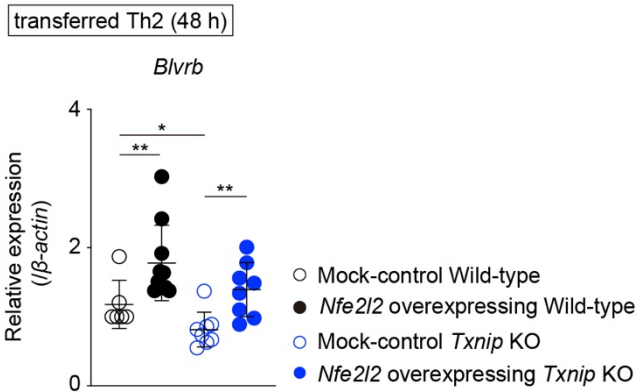 transferred Th2 (48 h)
Blvrb
4
*
**
**
2
0
Relative expression
(/β-actin)
Mock-control Wild-type
Nfe2l2 overexpressing Wild-type
Mock-control Txnip KO
Nfe2l2 overexpressing Txnip KO